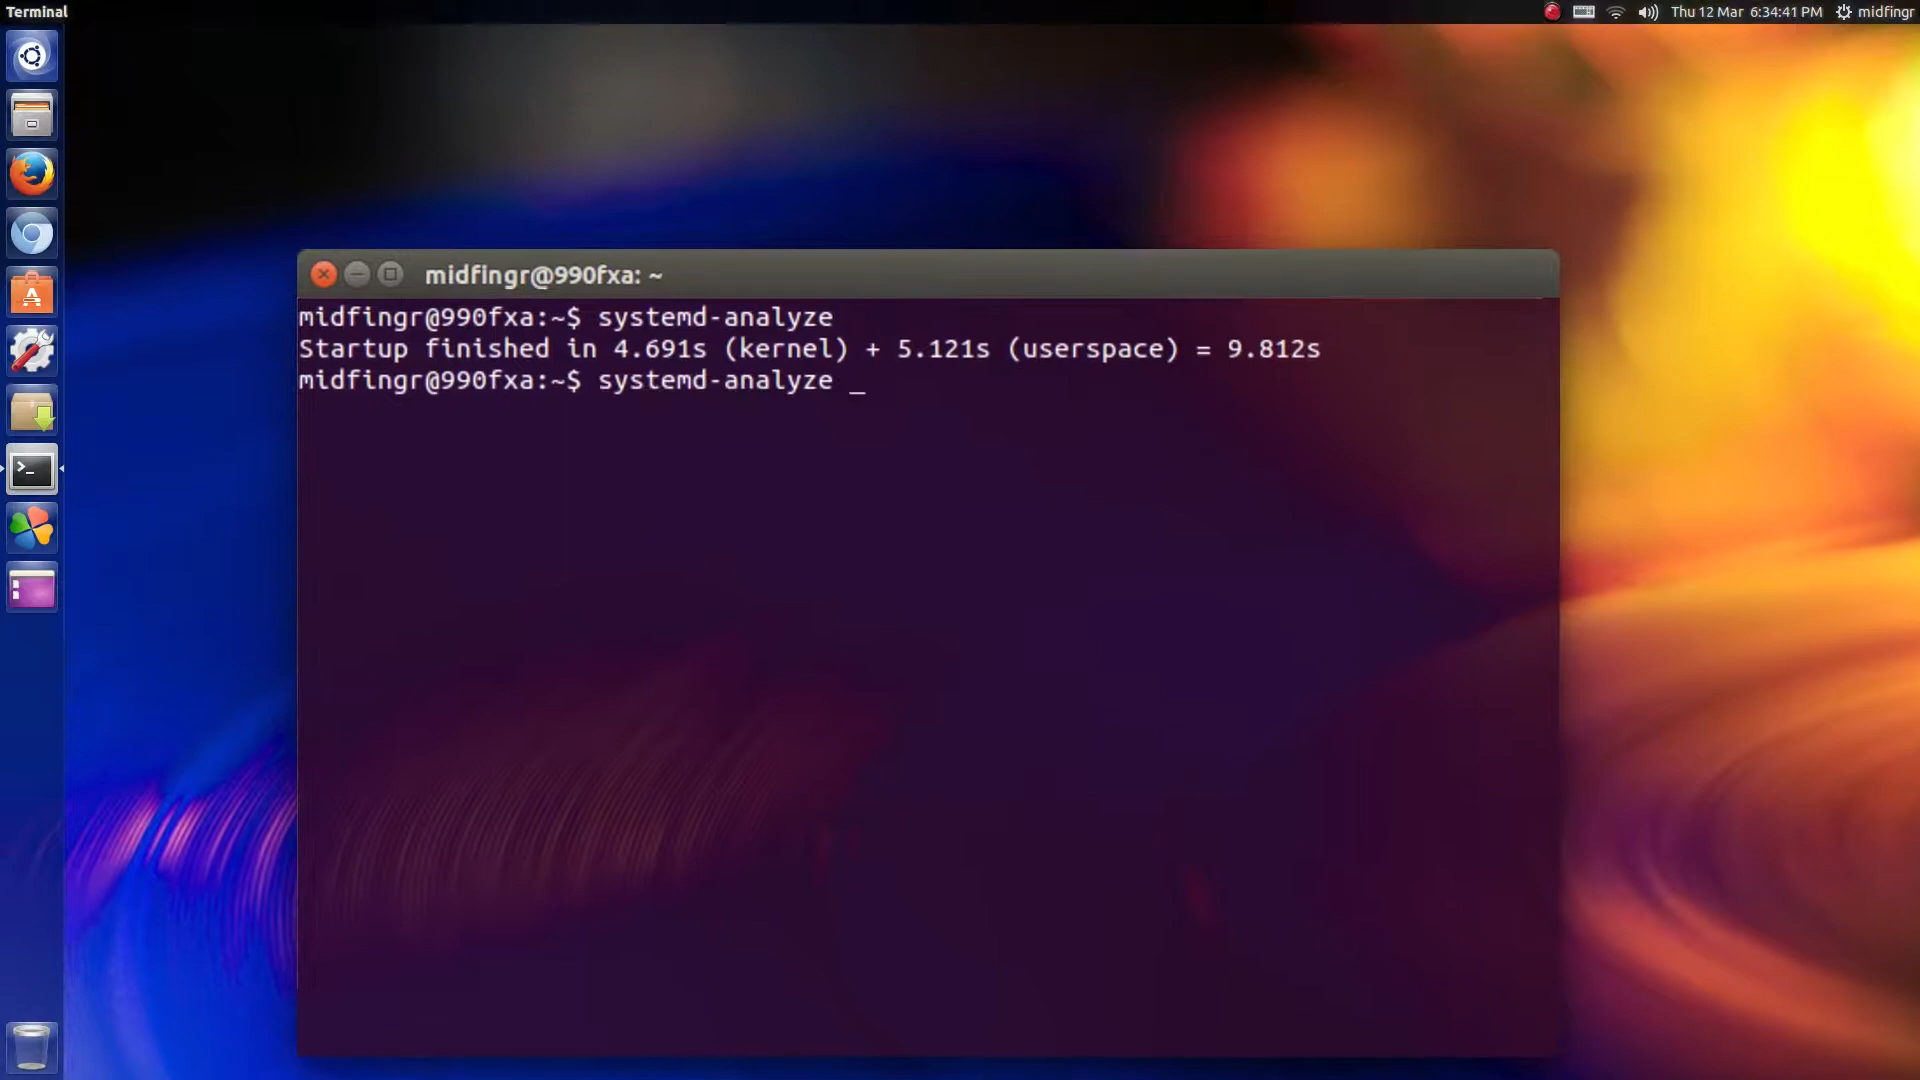 Terminal
Thu 12 Mar 6:34:41 PM midfingr
midfingr@990fxa: ~
midfingr@990fxa:~$ systemd-analyze
Startup finished in 4.691s (kernel) + 5.121s (userspace) = 9.812s
midfingr@990fxa:~$ systemd-analyze _